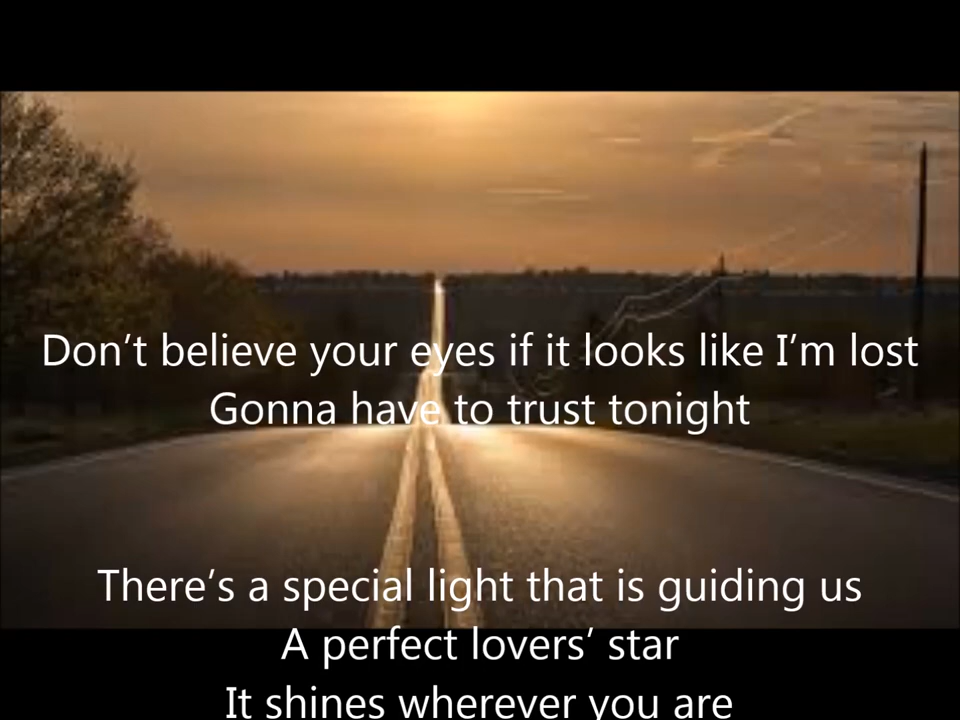 Don’t believe your eyes if it looks like I’m lost
Gonna have to trust tonight
There’s a special light that is guiding us
A perfect lovers’ star
It shines wherever you are